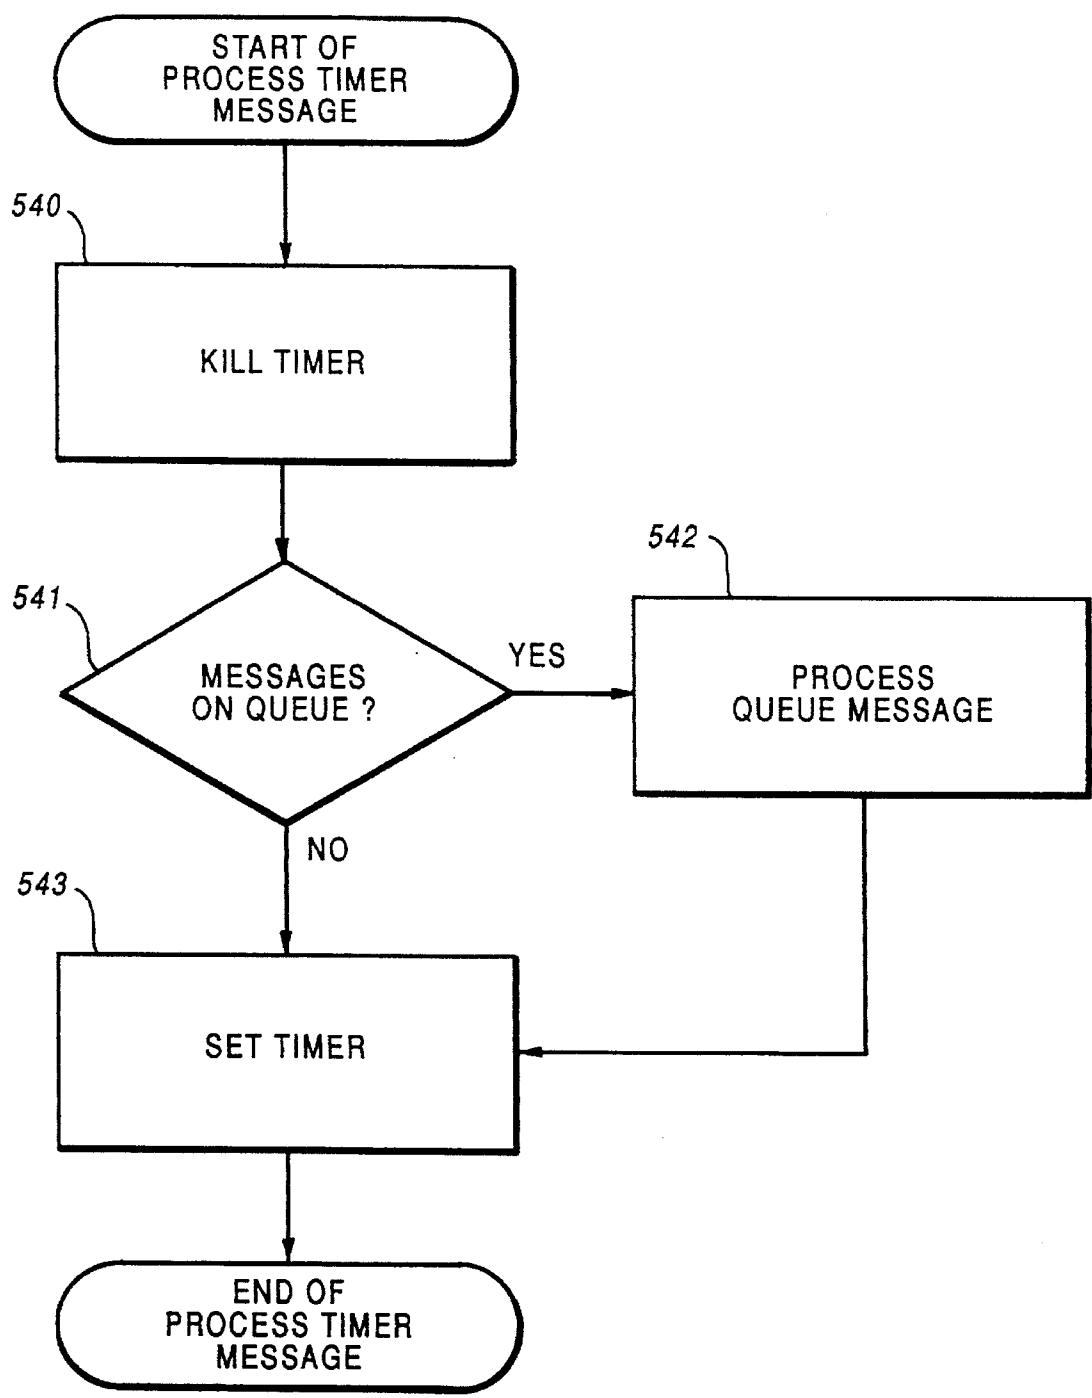 START OF
PROCESS TIMER
MESSAGE
540
KILL TIMER
542
541
MESSAGES
ON QUEUE ?
YES
PROCESS
QUEUE MESSAGE
NO
543
SET TIMER
END OF
PROCESS TIMER
MESSAGE